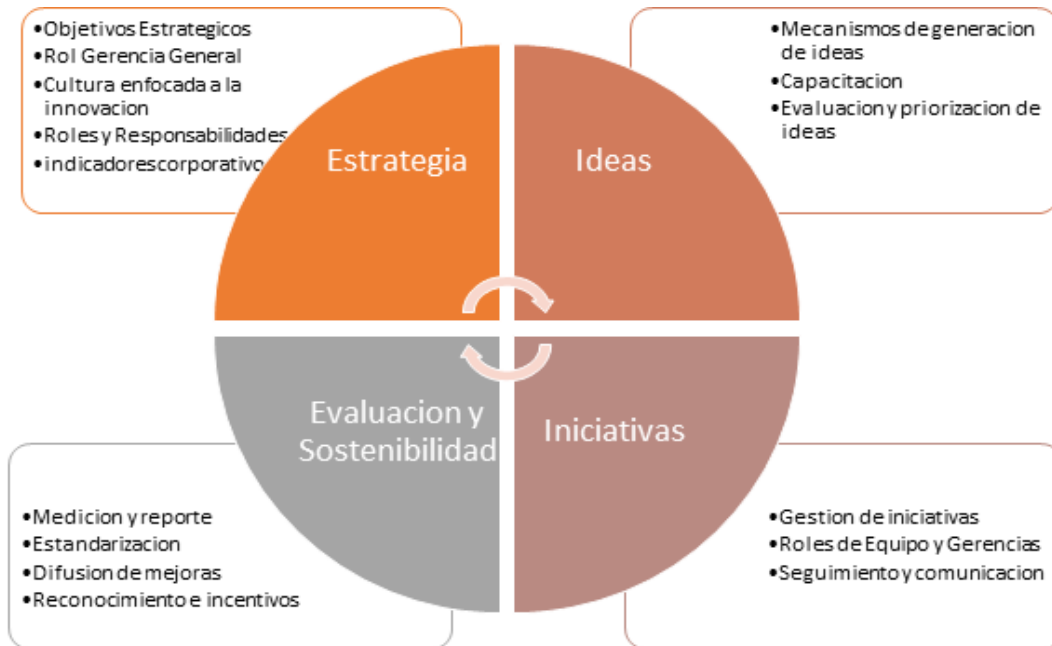 •Objetivos Estrategicos
•Rol Gerencia General
•Cultura enfocada a la
innovacion
•Roles y Responsabilidades
•indicadorescorporativo
Estrategia
•Mecanismos de generacion
de ideas
•Capacitacion
•Evaluacion y priorizacion de
ideas
Ideas
Evaluacion y
Sostenibilidad
•Medicion y reporte
•Estandarizacion
•Difusion de mejoras
•Reconocimiento e incentivos
Iniciativas
•Gestion de iniciativas
•Roles de Equipo y Gerencias
•Seguimiento y comunicacion